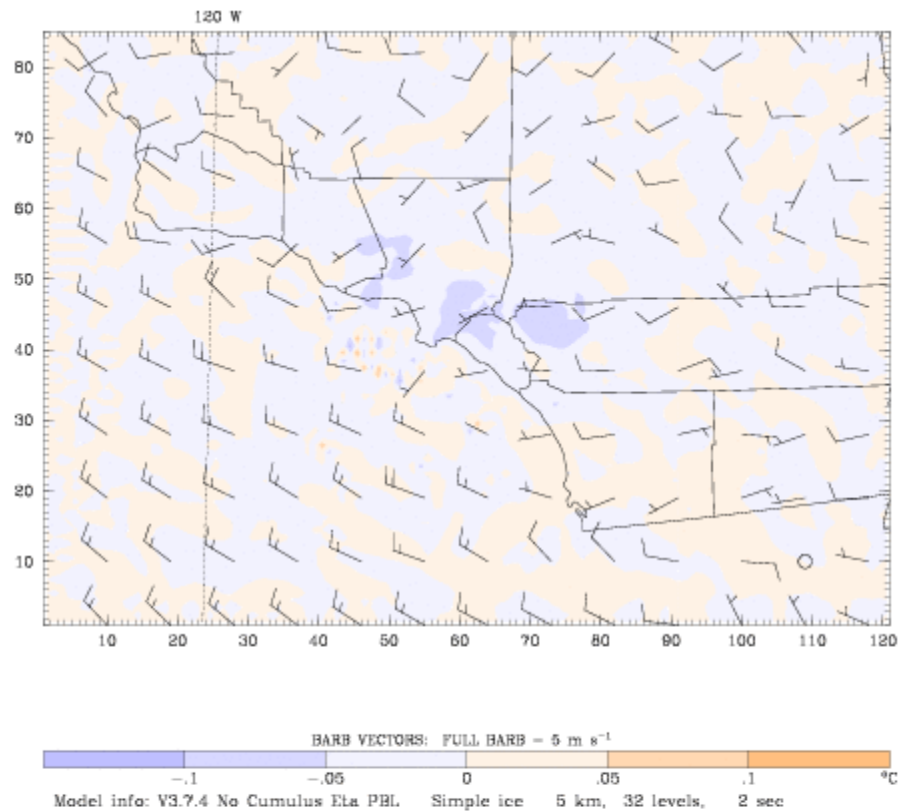 120 W
80
70
60
50
40
30
20
10
10 20 30 40 50 60 70 80 90 100 110 120
BARB VECTORS: FULL BARB = 5 m s⁻¹
-.1 -.05 0 .05 .1 °C
Model info: V3.7.4 No Cumulus Eta PBL Simple ice 5 km, 32 levels, 2 sec